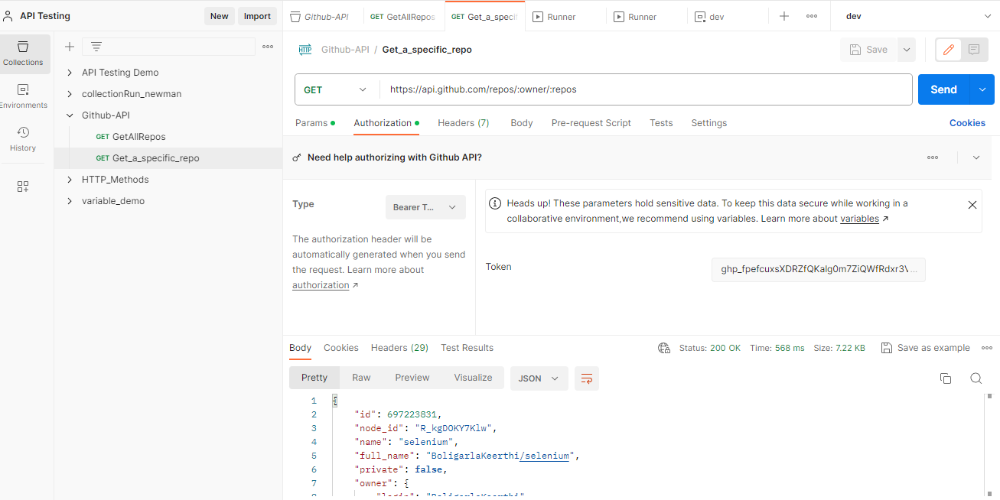 API Testing
New
Import
Github-API
GET GetAllRepos
GET Get_a_speci
Runner
Runner
dev
dev
Collections
Environments
History
API Testing Demo
collectionRun_newman
Github-API
GET GetAllRepos
GET Get_a_specific_repo
HTTP_Methods
variable_demo
HTTP Github-API / Get_a_specific_repo
Save
GET
https://api.github.com/repos/:owner/:repos
Send
Params
Authorization
Headers (7)
Body
Pre-request Script
Tests
Settings
Cookies
Need help authorizing with Github API?
Type
Bearer T...
The authorization header will be
automatically generated when you send
the request. Learn more about
authorization ↗
Heads up! These parameters hold sensitive data. To keep this data secure while working in a
collaborative environment,we recommend using variables. Learn more about variables ↗
Token
ghp_fpefcuxsXDRZfQKalg0m7ZiQWfRdxr3\...
Body
Cookies
Headers (29)
Test Results
Status: 200 OK
Time: 568 ms
Size: 7.22 KB
Save as example
Pretty
Raw
Preview
Visualize
JSON
1 {
2 "id": 697223831,
3 "node_id": "R_kgDOKY7Klw",
4 "name": "selenium",
5 "full_name": "BoligarlaKeerthi/selenium",
6 "private": false,
7 "owner": {
8 "login": "BoligarlaKeerthi"